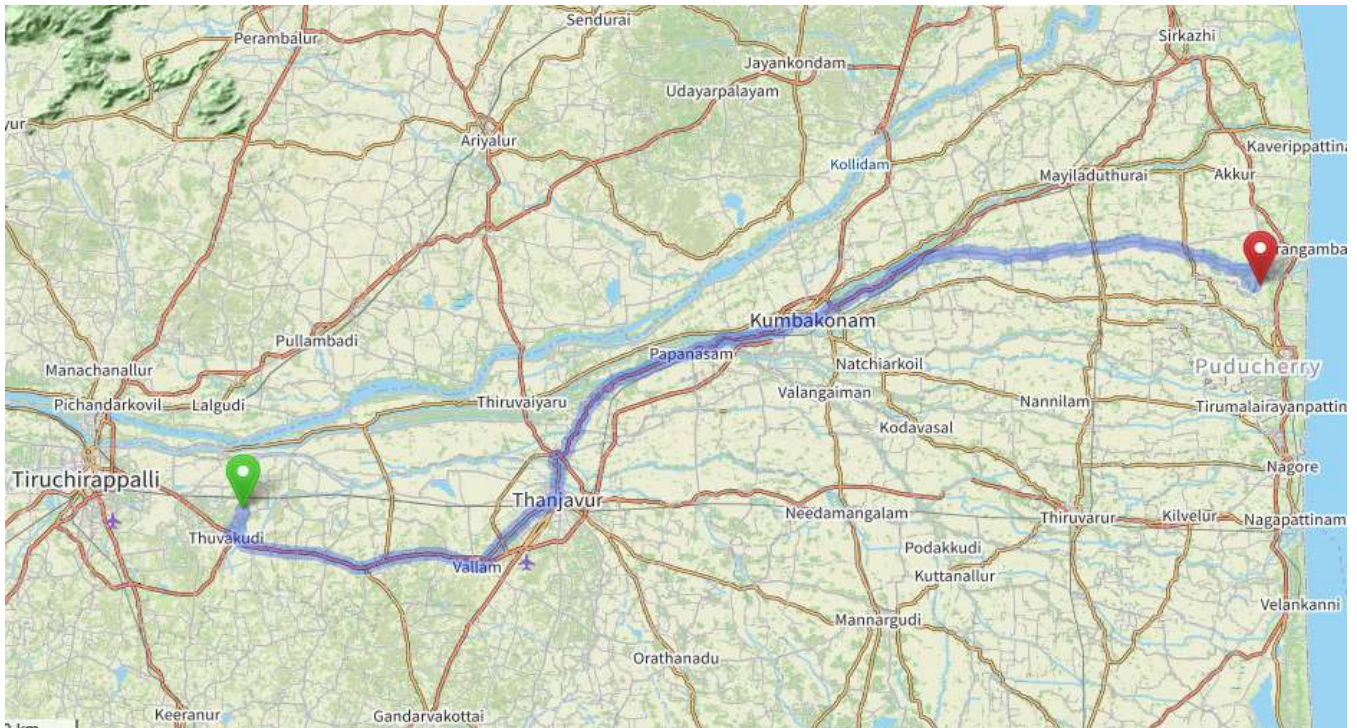 Sendurai
Perambalur
Sirkazhi
Jayankondam
Udayarpalayam
yur
Ariyalur
Kaverippattina
Kollidam
Mayiladuthurai
Akkur
rangamba
Kumbakonam
Pullambadi
Papanasam
Natchiarkoil
Puducherry
Manachanallur
Valangaiman
Nannilam
Pichandarkovil
Lalgudi
Thiruvaiyaru
Tirumalairayanpattin
Kodavasal
Nagore
Tiruchirappalli
Thanjavur
Needamangalam
Thiruvarur
Kilvelur
Nagapattinam
Thuvakudi
Podakkudi
Vallam
Kuttanallur
Velankanni
Mannargudi
Orathanadu
Keeranur
Gandarvakottai